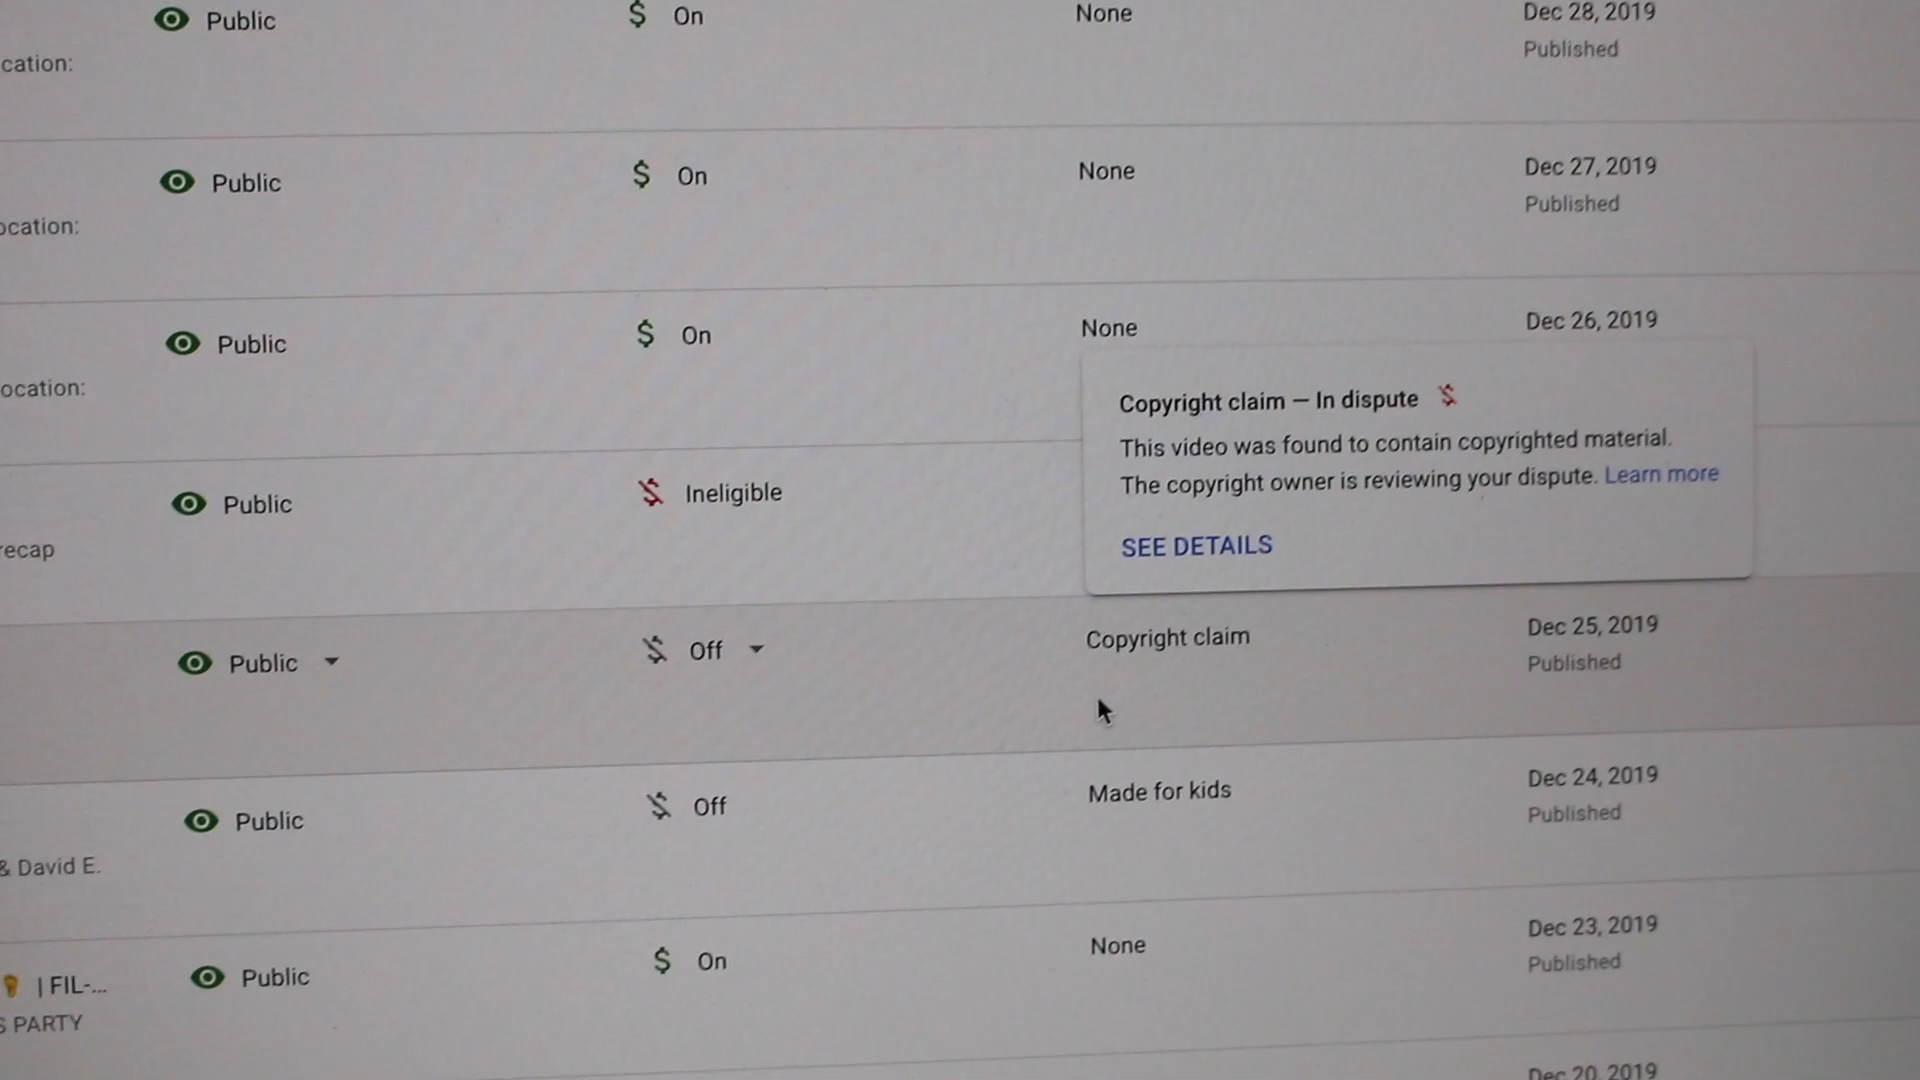 Public $ On None Dec 28, 2019
Published
cation:
Public $ On None Dec 27, 2019
Published
ocation:
Public $ On None Dec 26, 2019
ocation:
Copyright claim – In dispute
This video was found to contain copyrighted material.
The copyright owner is reviewing your dispute. Learn more
SEE DETAILS
Public Ineligible
recap
Public Off Copyright claim Dec 25, 2019
Published
Public Off Made for kids Dec 24, 2019
Published
& David E.
| FIL-... Public $ On None Dec 23, 2019
Published
S PARTY
Dec 20, 2019